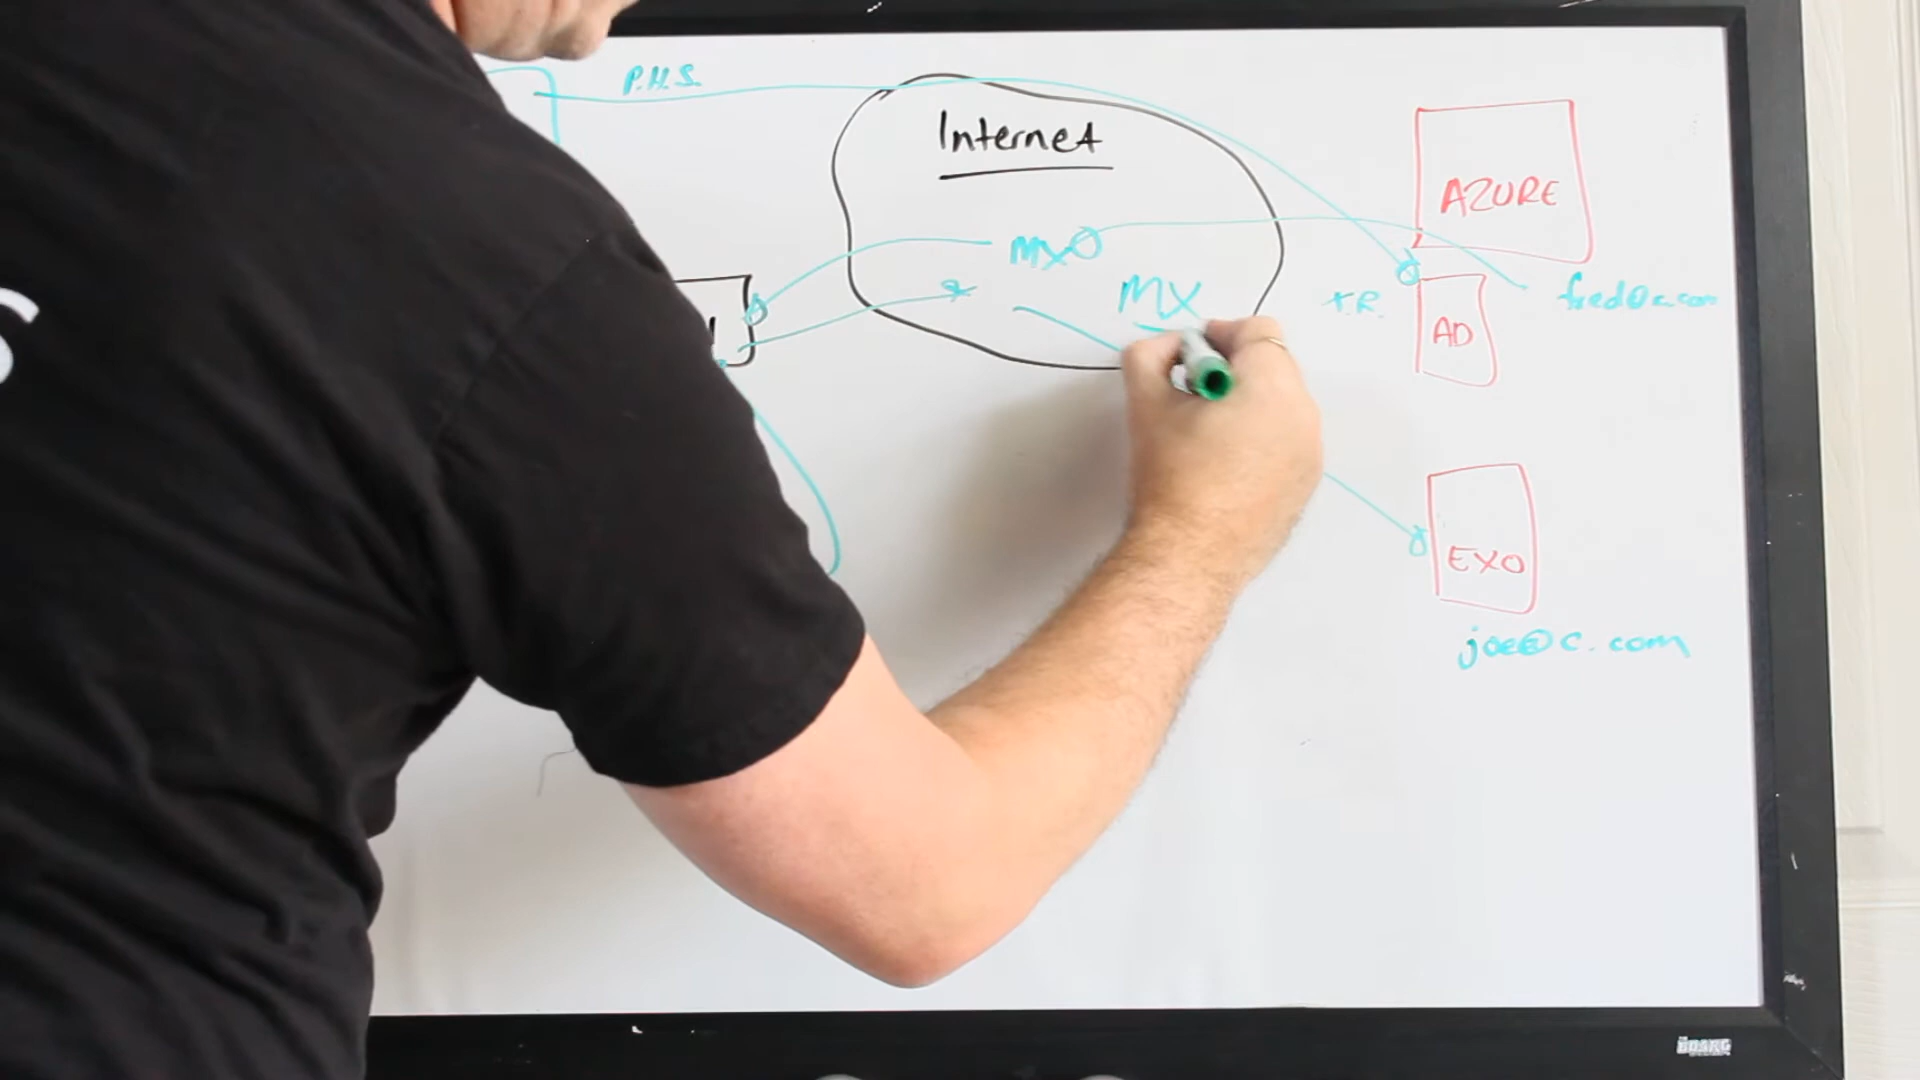 P.H.S.
Internet
AZURE
MX
MX
T.R.
fred@c.com
AD
EXO
joe@c.com